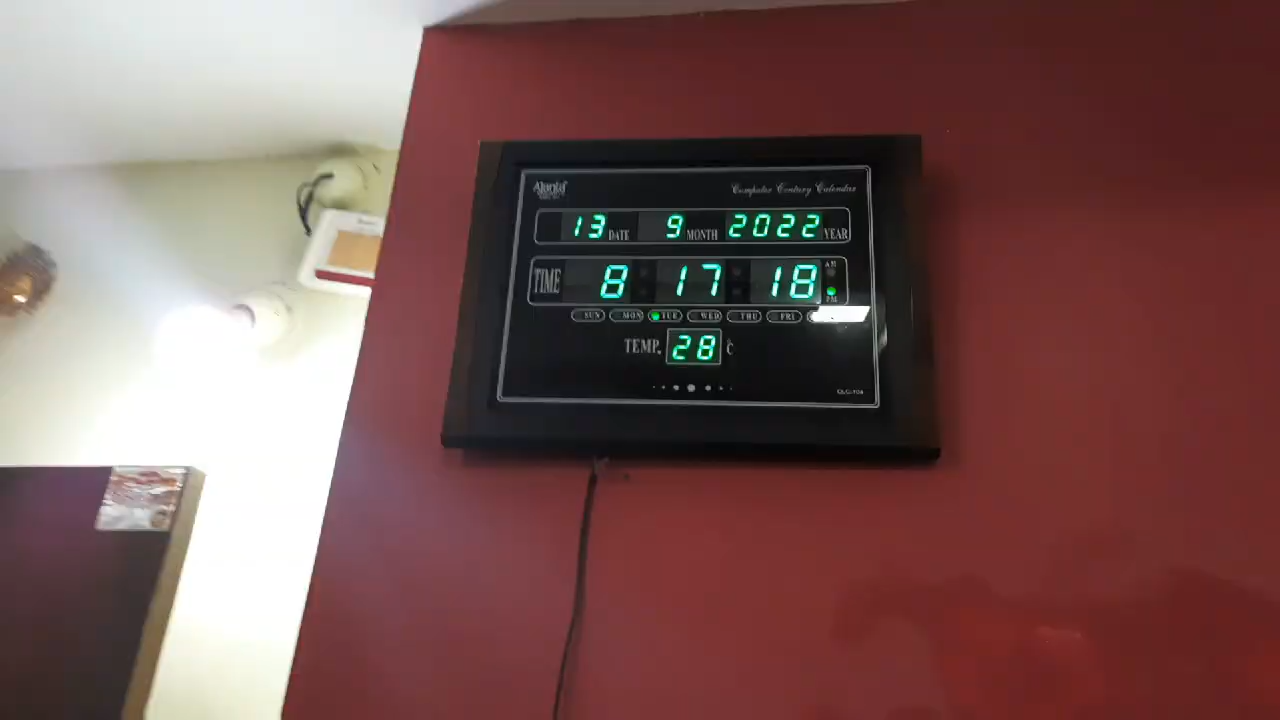 Ajanta Computer Century Calendar
13 DATE 9 MONTH 2022 YEAR
AM
TIME 8 17 18
PM
SUN MON TUE WED THU FRI
TEMP. 28 °C